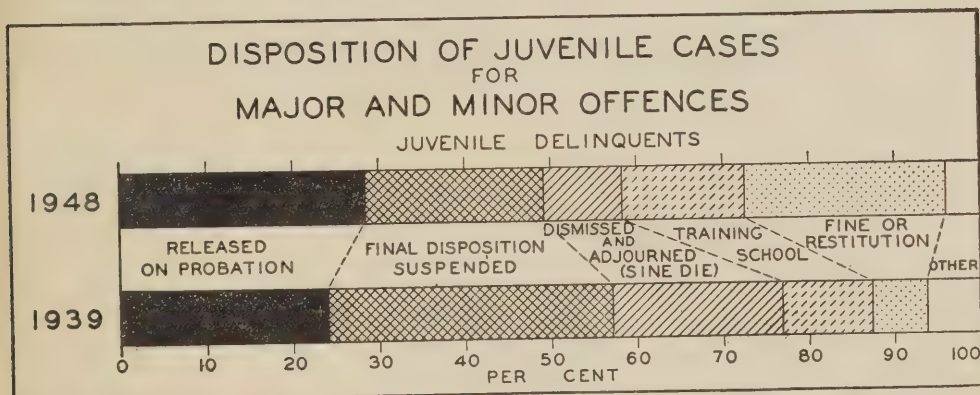 DISPOSITION OF JUVENILE CASES
FOR
MAJOR AND MINOR OFFENCES
JUVENILE DELINQUENTS
1948
RELEASED
ON PROBATION
FINAL DISPOSITION
SUSPENDED
DISMISSED
AND
ADJOURNED
(SINE DIE)
TRAINING
SCHOOL
FINE OR
RESTITUTION
OTHER
1939
0 10 20 30 40 50 60 70 80 90 100
PER CENT